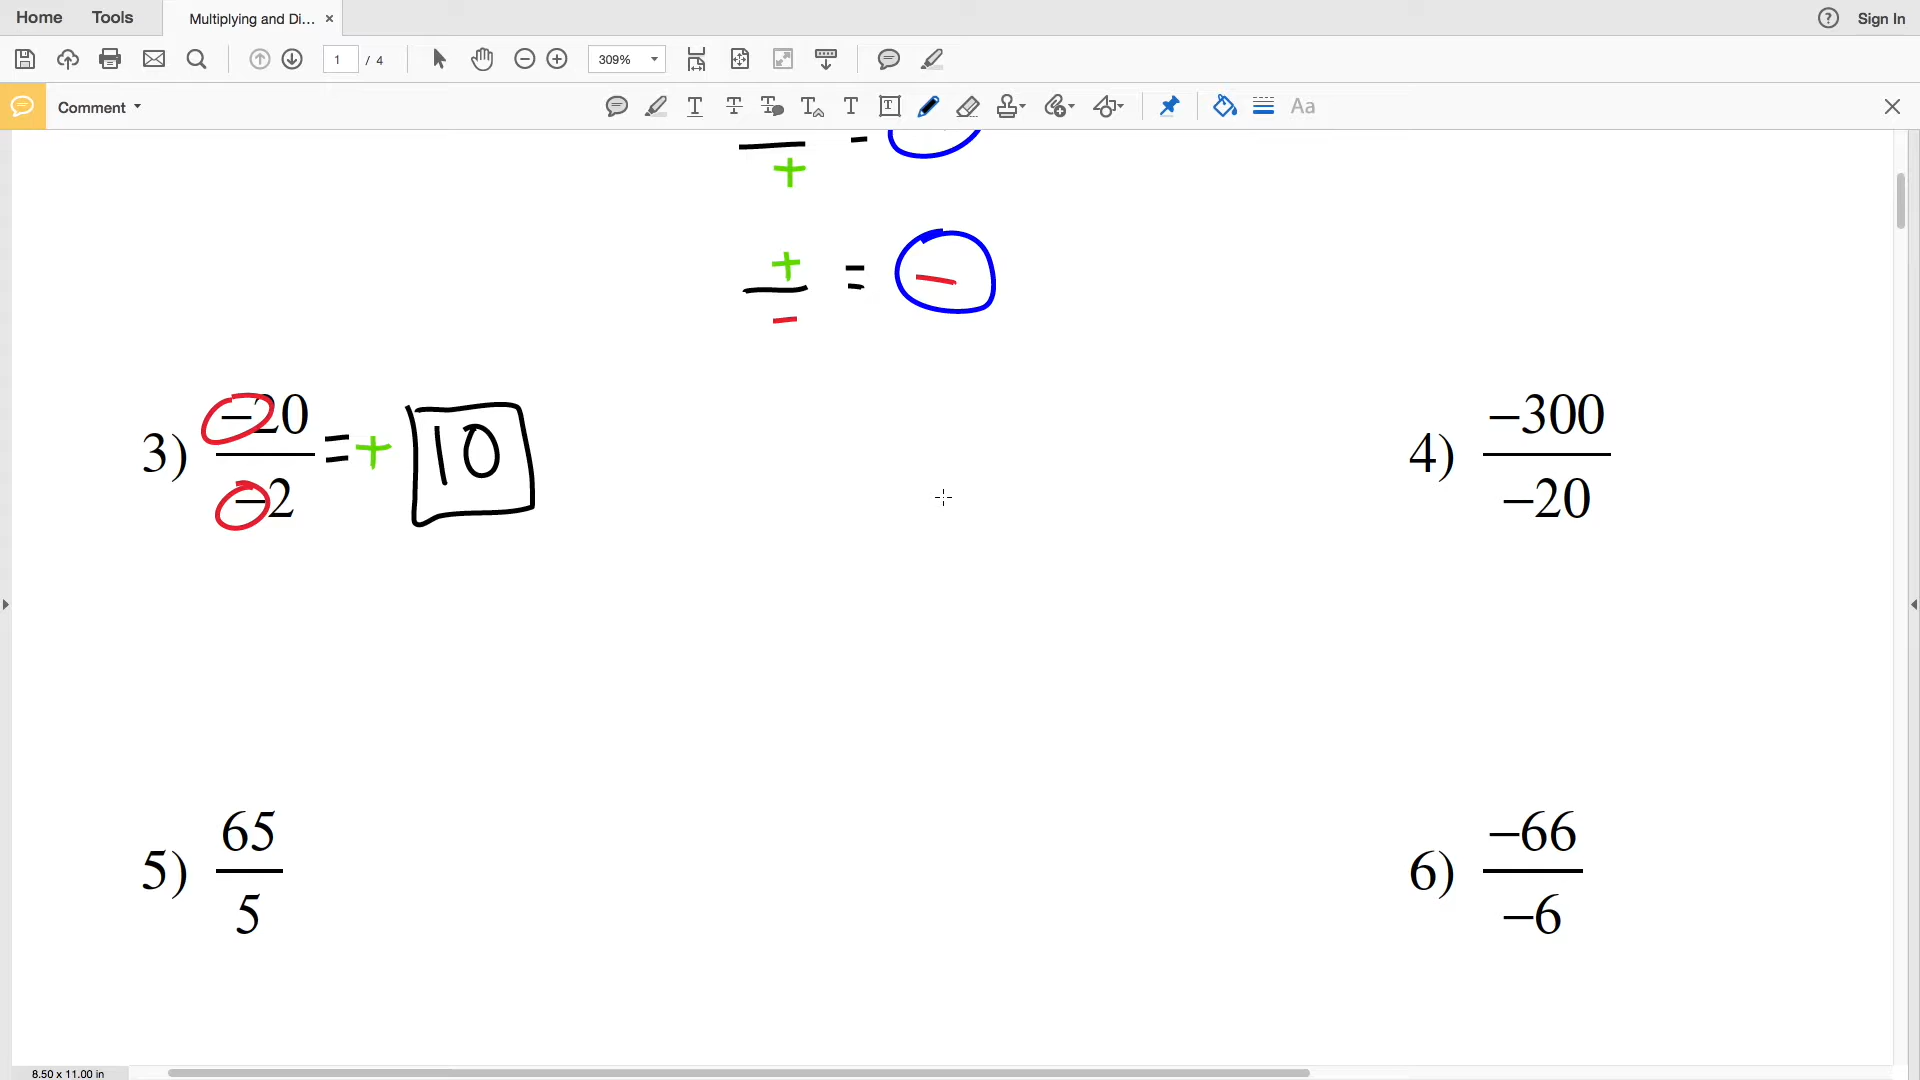 Home Tools Multiplying and Di... × ? Sign In
1 / 4 309%
Comment Aa
+
+
= −
−
3) −20 / −2 = + 10
4) −300 / −20
5) 65 / 5
6) −66 / −6
8.50 x 11.00 in